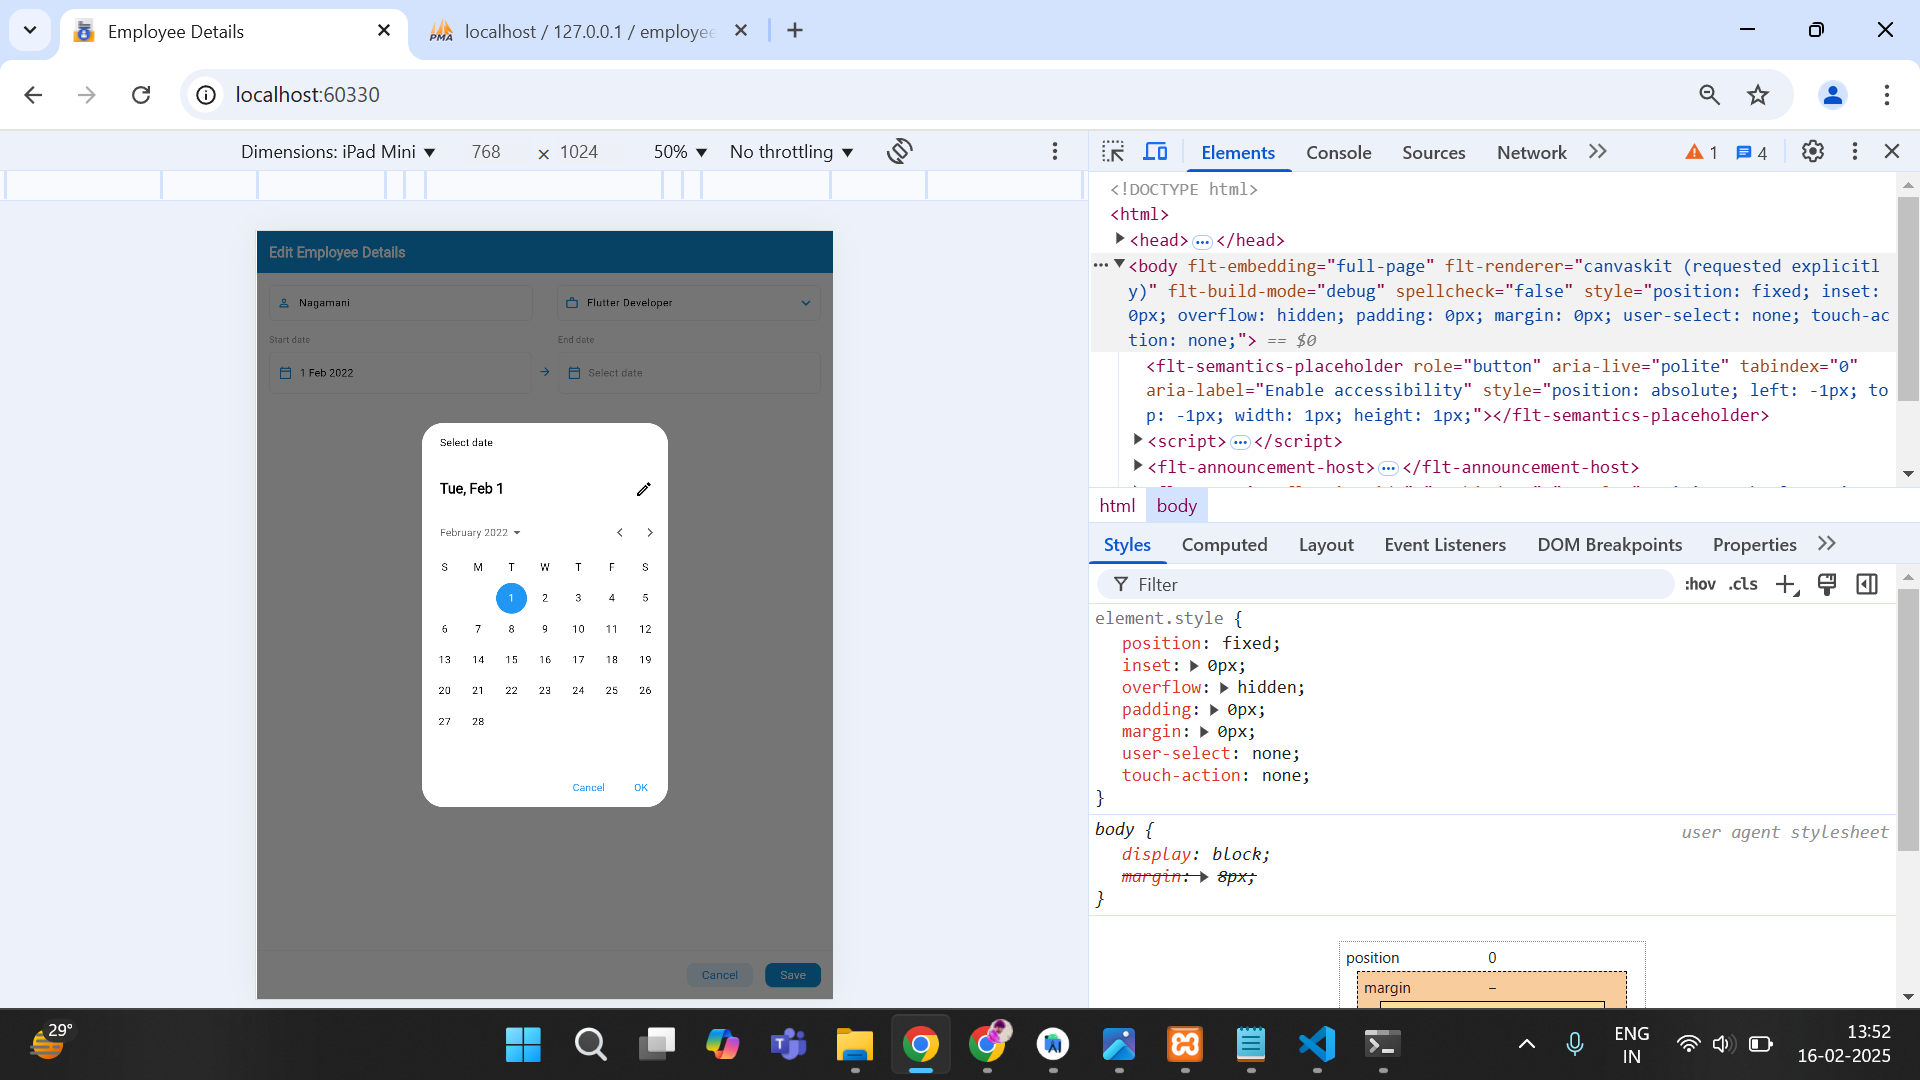 Employee Details
localhost / 127.0.0.1 / employee
localhost:60330
Dimensions: iPad Mini 768 × 1024 50% No throttling
Elements Console Sources Network 1 4
<!DOCTYPE html>
<html>
<head> ••• </head>
••• <body flt-embedding="full-page" flt-renderer="canvaskit (requested explicitl
y)" flt-build-mode="debug" spellcheck="false" style="position: fixed; inset:
0px; overflow: hidden; padding: 0px; margin: 0px; user-select: none; touch-ac
tion: none;"> == $0
<flt-semantics-placeholder role="button" aria-live="polite" tabindex="0"
aria-label="Enable accessibility" style="position: absolute; left: -1px; to
p: -1px; width: 1px; height: 1px;"></flt-semantics-placeholder>
<script> ••• </script>
<flt-announcement-host> ••• </flt-announcement-host>
html body
Styles Computed Layout Event Listeners DOM Breakpoints Properties
Filter :hov .cls
element.style {
position: fixed;
inset: 0px;
overflow: hidden;
padding: 0px;
margin: 0px;
user-select: none;
touch-action: none;
}
body { user agent stylesheet
display: block;
margin: 8px;
}
position 0
margin –
Edit Employee Details
Nagamani Flutter Developer
Start date End date
1 Feb 2022 Select date
Select date
Tue, Feb 1
February 2022
S M T W T F S
1 2 3 4 5
6 7 8 9 10 11 12
13 14 15 16 17 18 19
20 21 22 23 24 25 26
27 28
Cancel OK
Cancel Save
29°
ENG
IN
13:52
16-02-2025